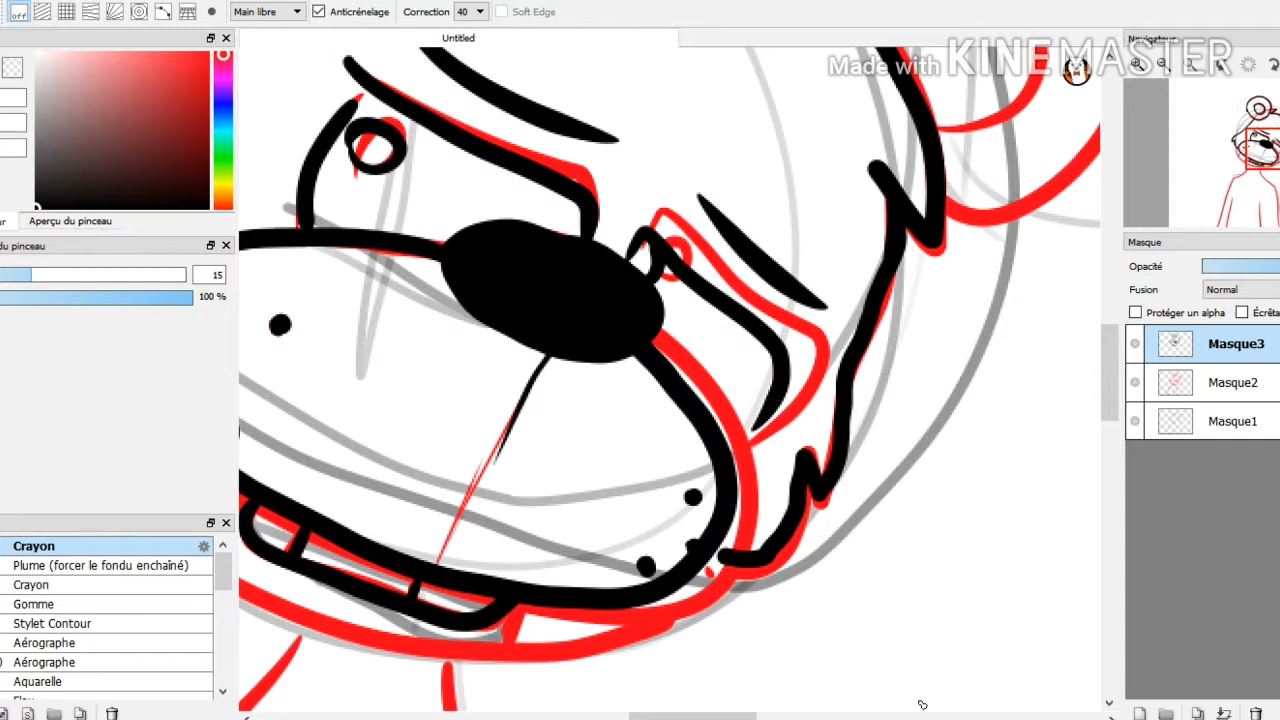 off Main libre Anticrénelage Correction 40 Soft Edge
Untitled
Navigateur
Made with KINEMASTER
Aperçu du pinceau
du pinceau
15
100 %
Masque
Opacité
Fusion Normal
Protéger un alpha Écrêta
Masque3
Masque2
Masque1
Crayon
Plume (forcer le fondu enchaîné)
Crayon
Gomme
Stylet Contour
Aérographe
Aérographe
Aquarelle